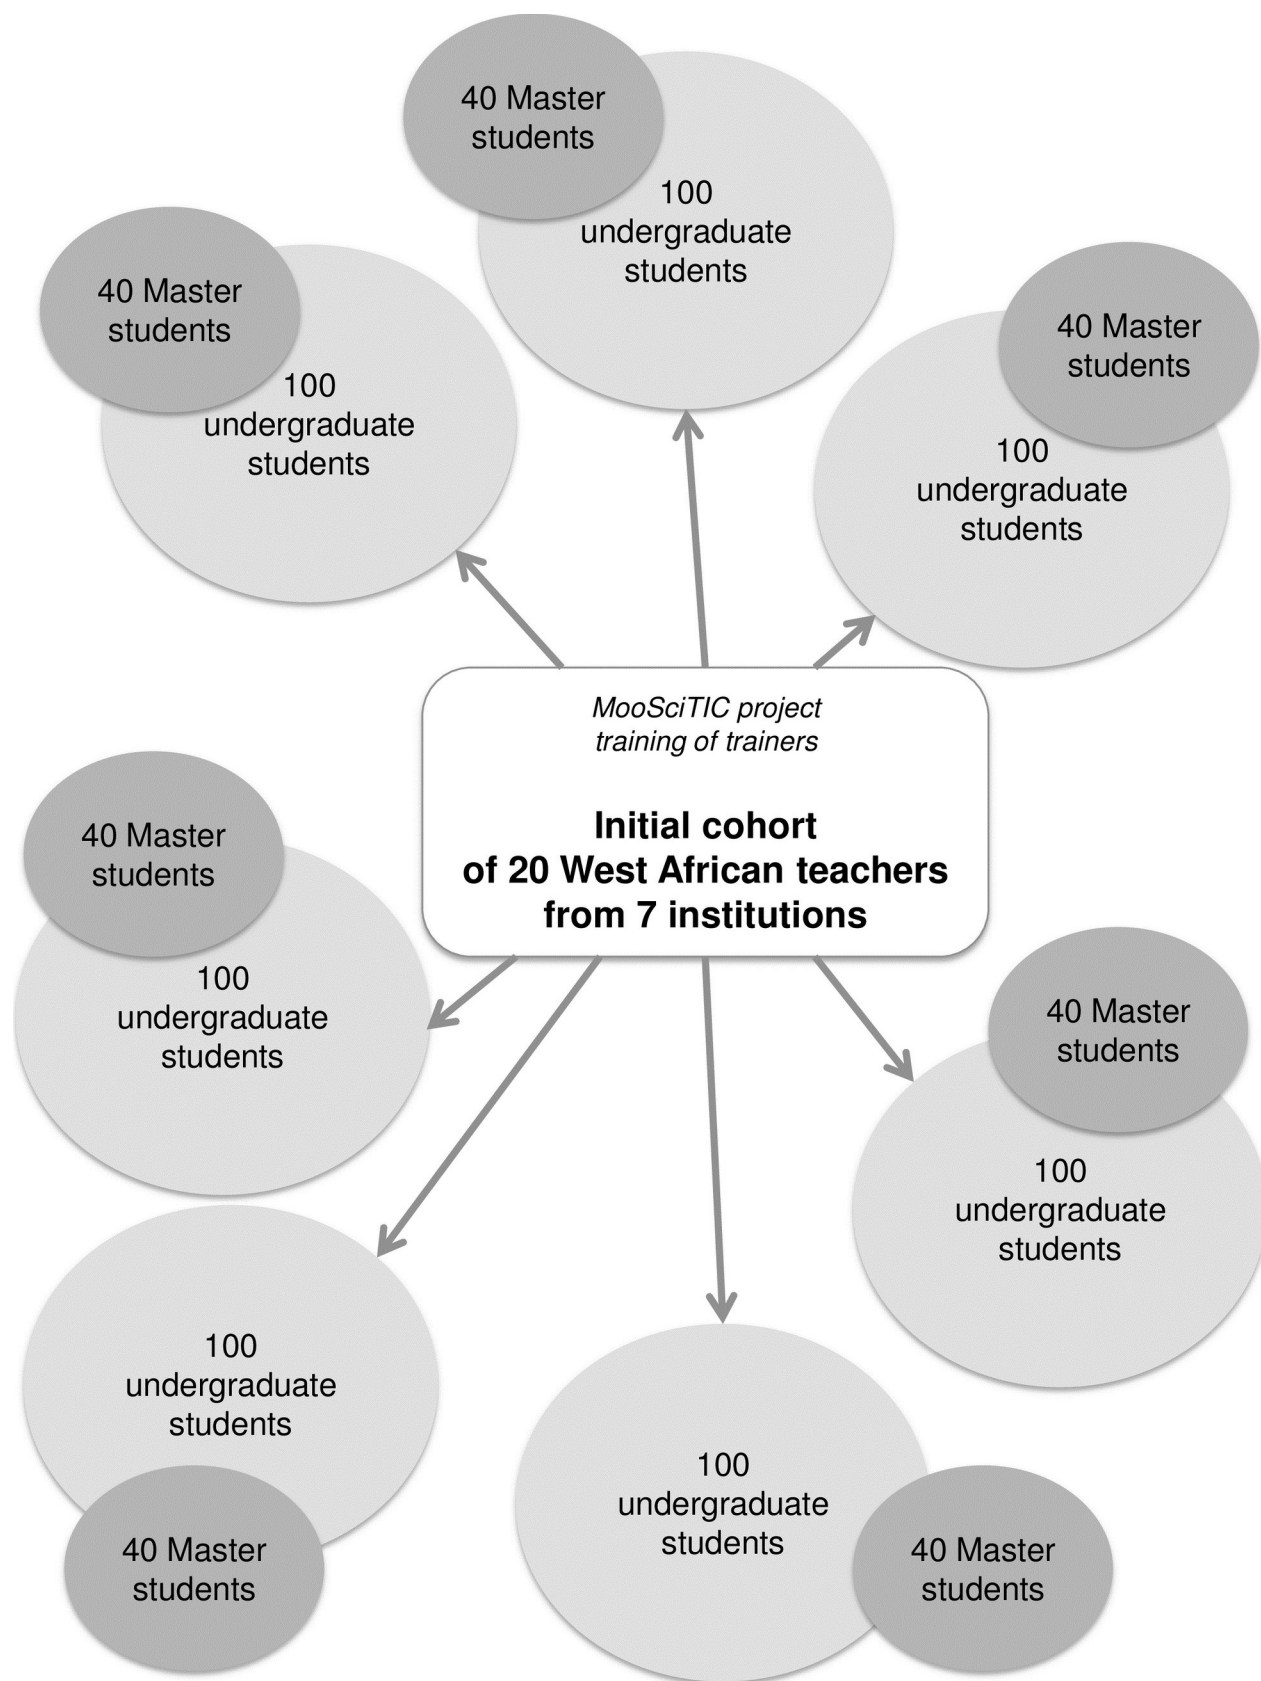 40 Master
students
100
undergraduate
students
40 Master
students
100
undergraduate
students
40 Master
students
100
undergraduate
students
MooSciTIC project
training of trainers
Initial cohort
of 20 West African teachers
from 7 institutions
40 Master
students
100
undergraduate
students
40 Master
students
100
undergraduate
students
100
undergraduate
students
40 Master
students
100
undergraduate
students
40 Master
students